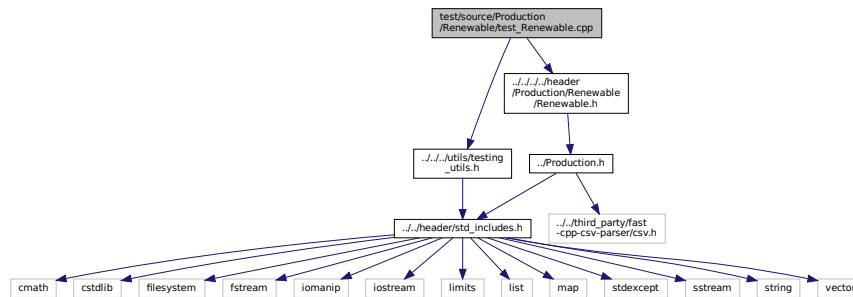 test/source/Production
/Renewable/test_Renewable.cpp
../../../../header
/Production/Renewable
/Renewable.h
../../../utils/testing
_utils.h
../Production.h
../../header/std_includes.h
../../third_party/fast
-cpp-csv-parser/csv.h
cmath
cstdlib
filesystem
fstream
iomanip
iostream
limits
list
map
stdexcept
sstream
string
vector